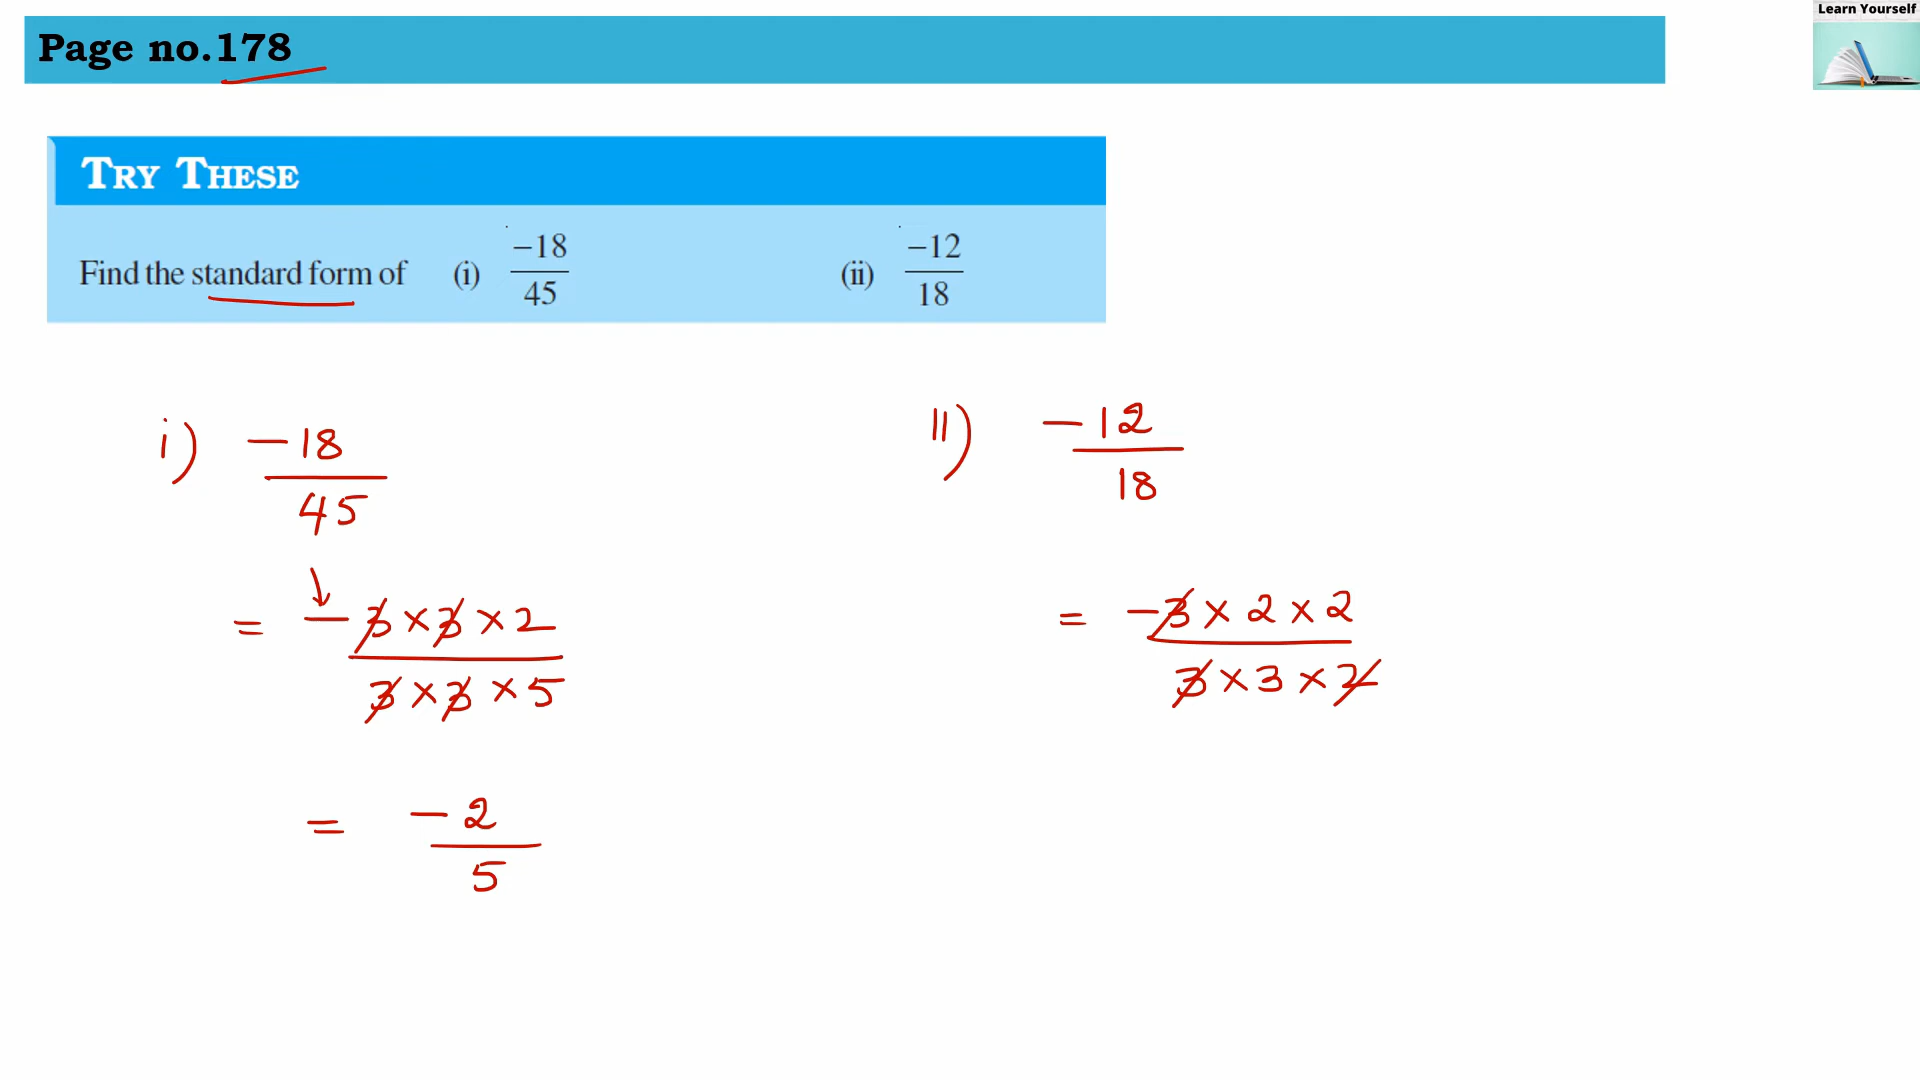 Learn Yourself
Page no.178
TRY THESE
Find the standard form of (i) −18/45 (ii) −12/18
i) −18/45
= −3×3×2/3×3×5
= −2/5
II) −12/18
= −3×2×2/3×3×2